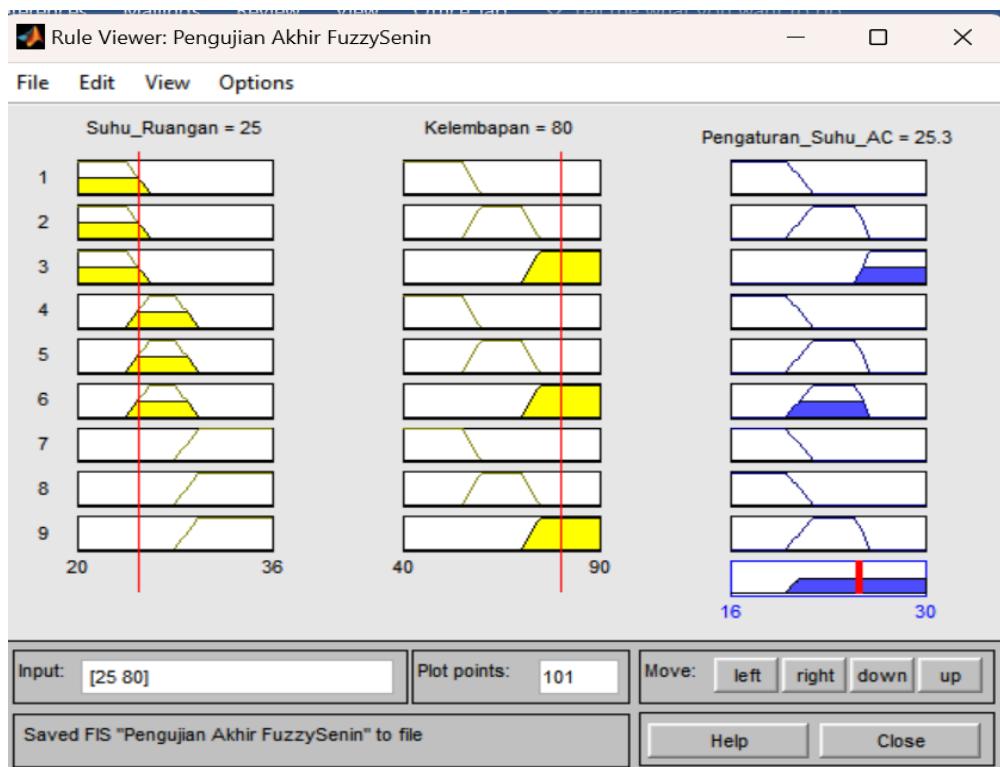 Rule Viewer: Pengujian Akhir FuzzySenin
File Edit View Options
Suhu_Ruangan = 25
Kelembapan = 80
Pengaturan_Suhu_AC = 25.3
1
2
3
4
5
6
7
8
9
20 36
40 90
16 30
Input: [25 80]
Plot points: 101
Move: left right down up
Saved FIS "Pengujian Akhir FuzzySenin" to file
Help Close